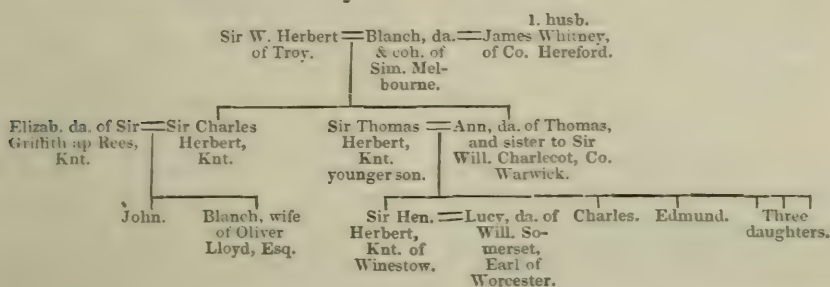 1. husb.
Sir W. Herbert = Blanch, da. = James Whitney,
of Troy. & coh. of of Co. Hereford.
Sim. Mel-
bourne.
Elizab. da. of Sir = Sir Charles Sir Thomas = Ann, da. of Thomas,
Griffith ap Rees, Herbert, Herbert, and sister to Sir
Knt. Knt. Knt. Will. Charlecot, Co.
younger son. Warwick.
John. Blanch, wife Sir Hen. = Lucy, da. of Charles. Edmund. Three
of Oliver Herbert, Will. So- daughters.
Lloyd, Esq. Knt. of merset,
Winestow. Earl of
Worcester.